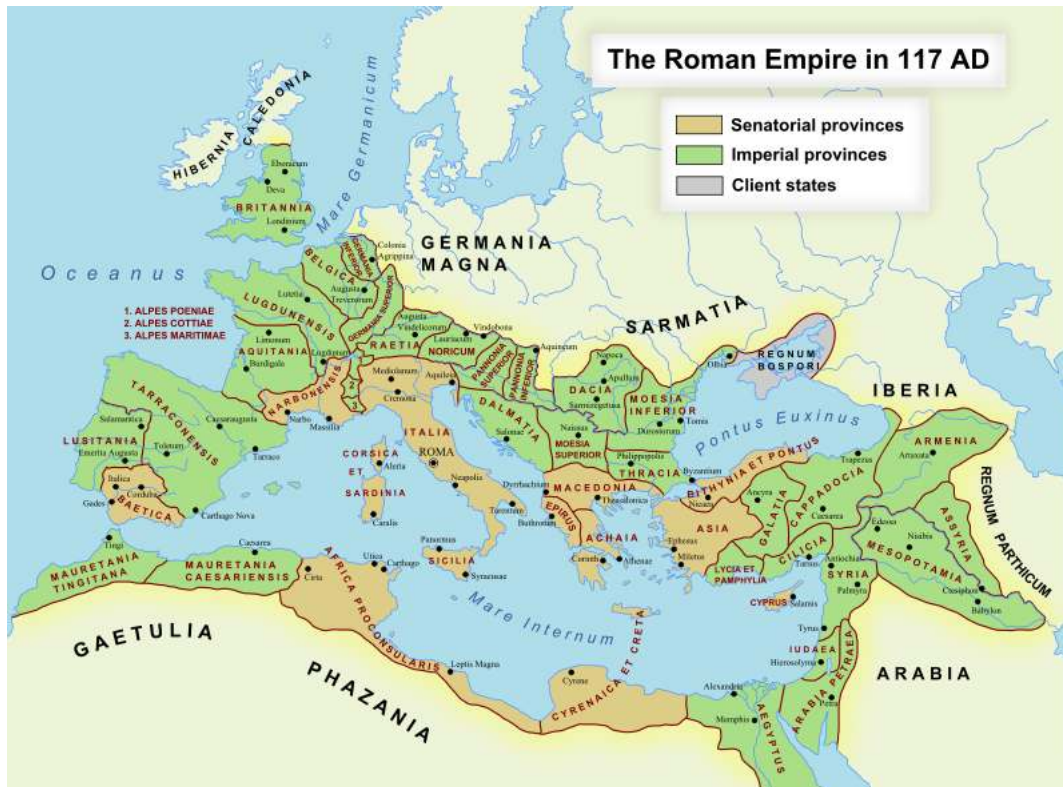 The Roman Empire in 117 AD
Senatorial provinces
Imperial provinces
Client states
HIBERNIA
CALEDONIA
Mare Germanicum
Oceanus
Eboracum
Deva
BRITANNIA
Londinium
GERMANIA
MAGNA
SARMATIA
GERMANIA
INFERIOR
Colonia
Agrippina
BELGICA
Augusta
Treverorum
GERMANIA SUPERIOR
Lutetia
LUGDUNENSIS
1. ALPES POENIAE
2. ALPES COTTIAE
3. ALPES MARITIMAE
Limonum
AQUITANIA
Burdigala
Lugdunum
NARBONENSIS
Narbo
Massilia
2
3
Augusta
Vindelicorum
RAETIA
Lauriacum
NORICUM
Vindobona
Aquincum
PANNONIA
SUPERIOR
PANNONIA
INFERIOR
Napoca
Apullum
DACIA
Sarmizegetusa
MOESIA
INFERIOR
Tomis
Olbia
REGNUM
BOSPORI
IBERIA
Pontus Euxinus
TARRACONENSIS
Salamantica
Caesaraugusta
LUSITANIA
Toletum
Emerita Augusta
Tarraco
Italica
Corduba
BAETICA
Gades
Carthago Nova
Mediolanum
Cremona
Aquileia
ITALIA
ROMA
Neapolis
Tarentum
CORSICA
ET
SARDINIA
Aleria
Caralis
Panormus
SICILIA
Syracusae
DALMATIA
Salonae
Naissus
MOESIA
SUPERIOR
Philippopolis
THRACIA
Byzantium
Dyrrhachium
MACEDONIA
Thessalonica
EPIRUS
Buthrotum
ACHAIA
Corinth
Athenae
BITHYNIA ET PONTUS
Nicaea
Trapezus
ASIA
Ephesus
Miletus
Ancyra
GALATIA
CAPPADOCIA
Caesarea
LYCIA ET
PAMPHYLIA
CILICIA
Tarsus
ARMENIA
Artaxata
Edessa
Nisibis
ASSYRIA
MESOPOTAMIA
Ctesiphon
Babylon
REGNUM PARTHICUM
Antiochia
SYRIA
Palmyra
CYPRUS
Salamis
Tyrus
IUDAEA
Hierosolyma
ARABIA PETRAEA
Petra
ARABIA
Tingi
MAURETANIA
TINGITANA
Caesarea
MAURETANIA
CAESARIENSIS
Cirta
Utica
Carthago
AFRICA PROCONSULARIS
Leptis Magna
Mare Internum
Cyrene
CYRENAICA ET CRETA
Alexandria
Memphis
AEGYPTUS
GAETULIA
PHAZANIA